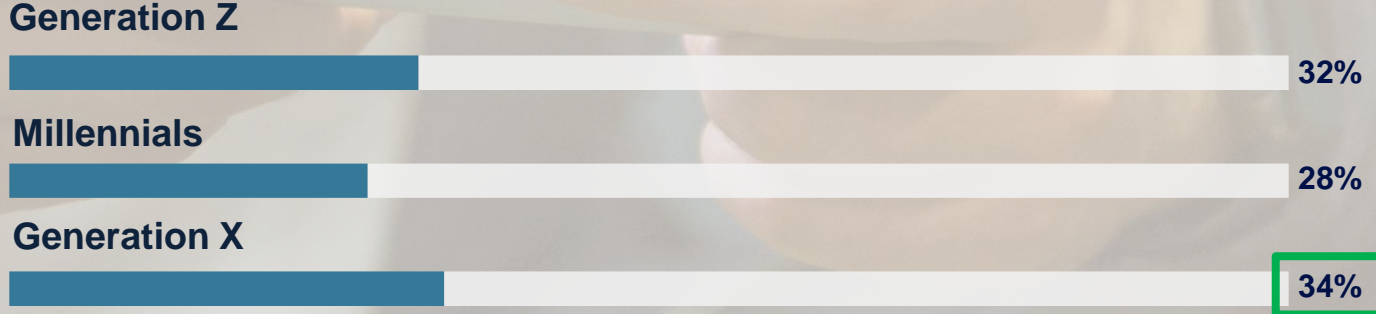 Generation Z
32%
Millennials
28%
Generation X
34%